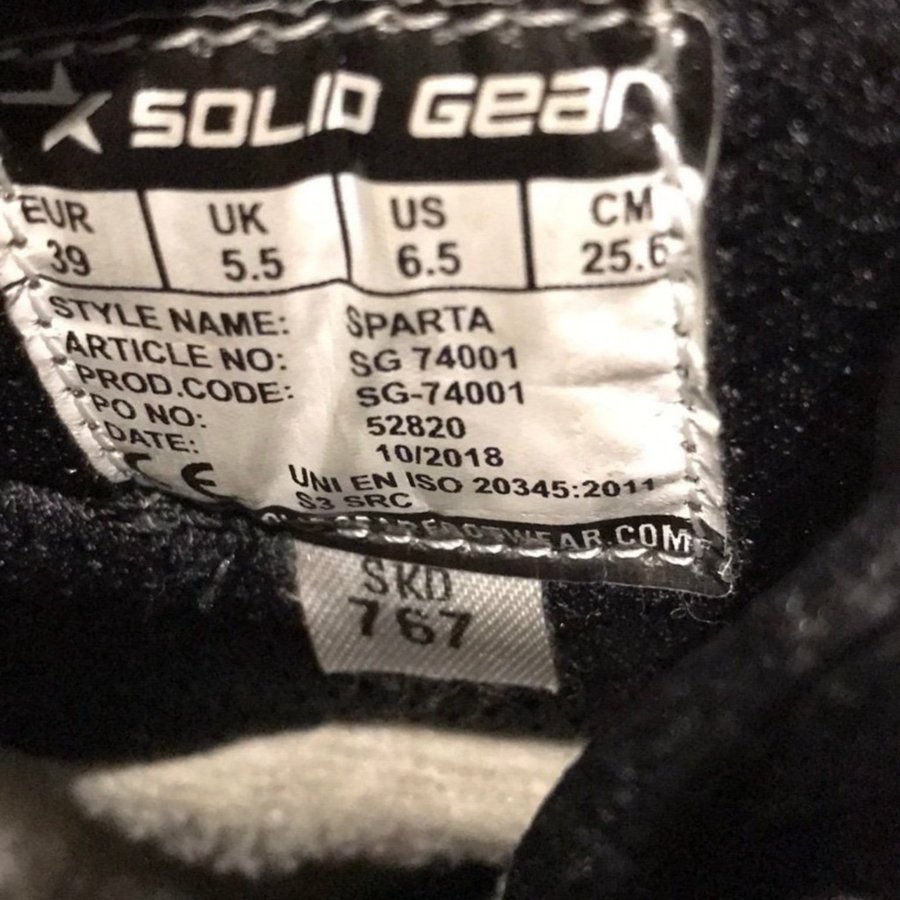 SOLID GEAR
EUR UK US CM
39 5.5 6.5 25.6
STYLE NAME: SPARTA
ARTICLE NO: SG 74001
PROD.CODE: SG-74001
PO NO: 52820
DATE: 10/2018
CE UNI EN ISO 20345:2011
S3 SRC
SKD
767